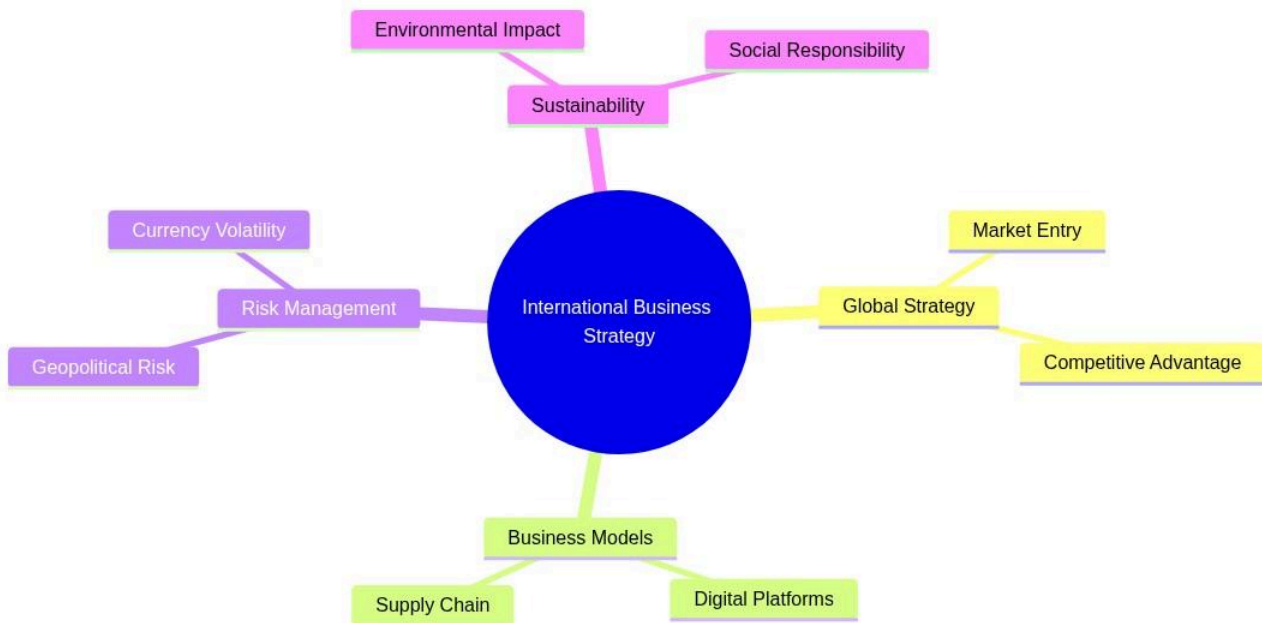 Environmental Impact
Social Responsibility
Sustainability
Currency Volatility
Market Entry
Risk Management
International Business
Strategy
Global Strategy
Geopolitical Risk
Competitive Advantage
Business Models
Supply Chain
Digital Platforms